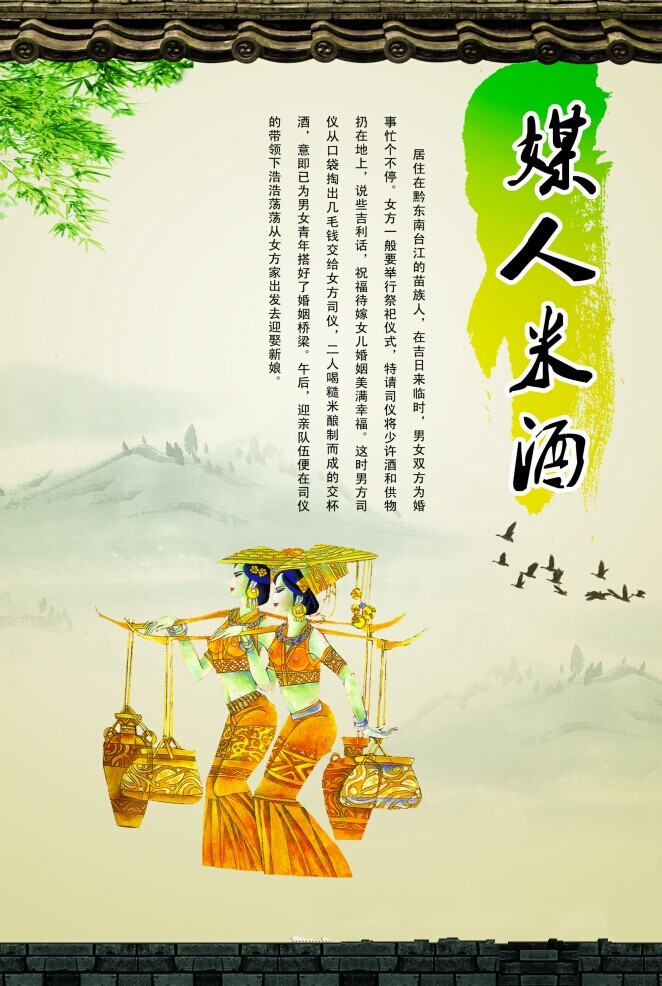 媒人米酒
居住在黔东南台江的苗族人，在吉日来临时，男女双方为婚
事忙个不停。女方一般要举行祭祀仪式，特请司仪将少许酒和供物
扔在地上，说些吉利话，祝福待嫁女儿婚姻美满幸福。这时男方司
仪从口袋掏出几毛钱交给女方司仪，二人喝糙米酿制而成的交杯
酒，意即已为男女青年搭好了婚姻桥梁。午后，迎亲队伍便在司仪
的带领下浩浩荡荡从女方家出发去迎娶新娘。